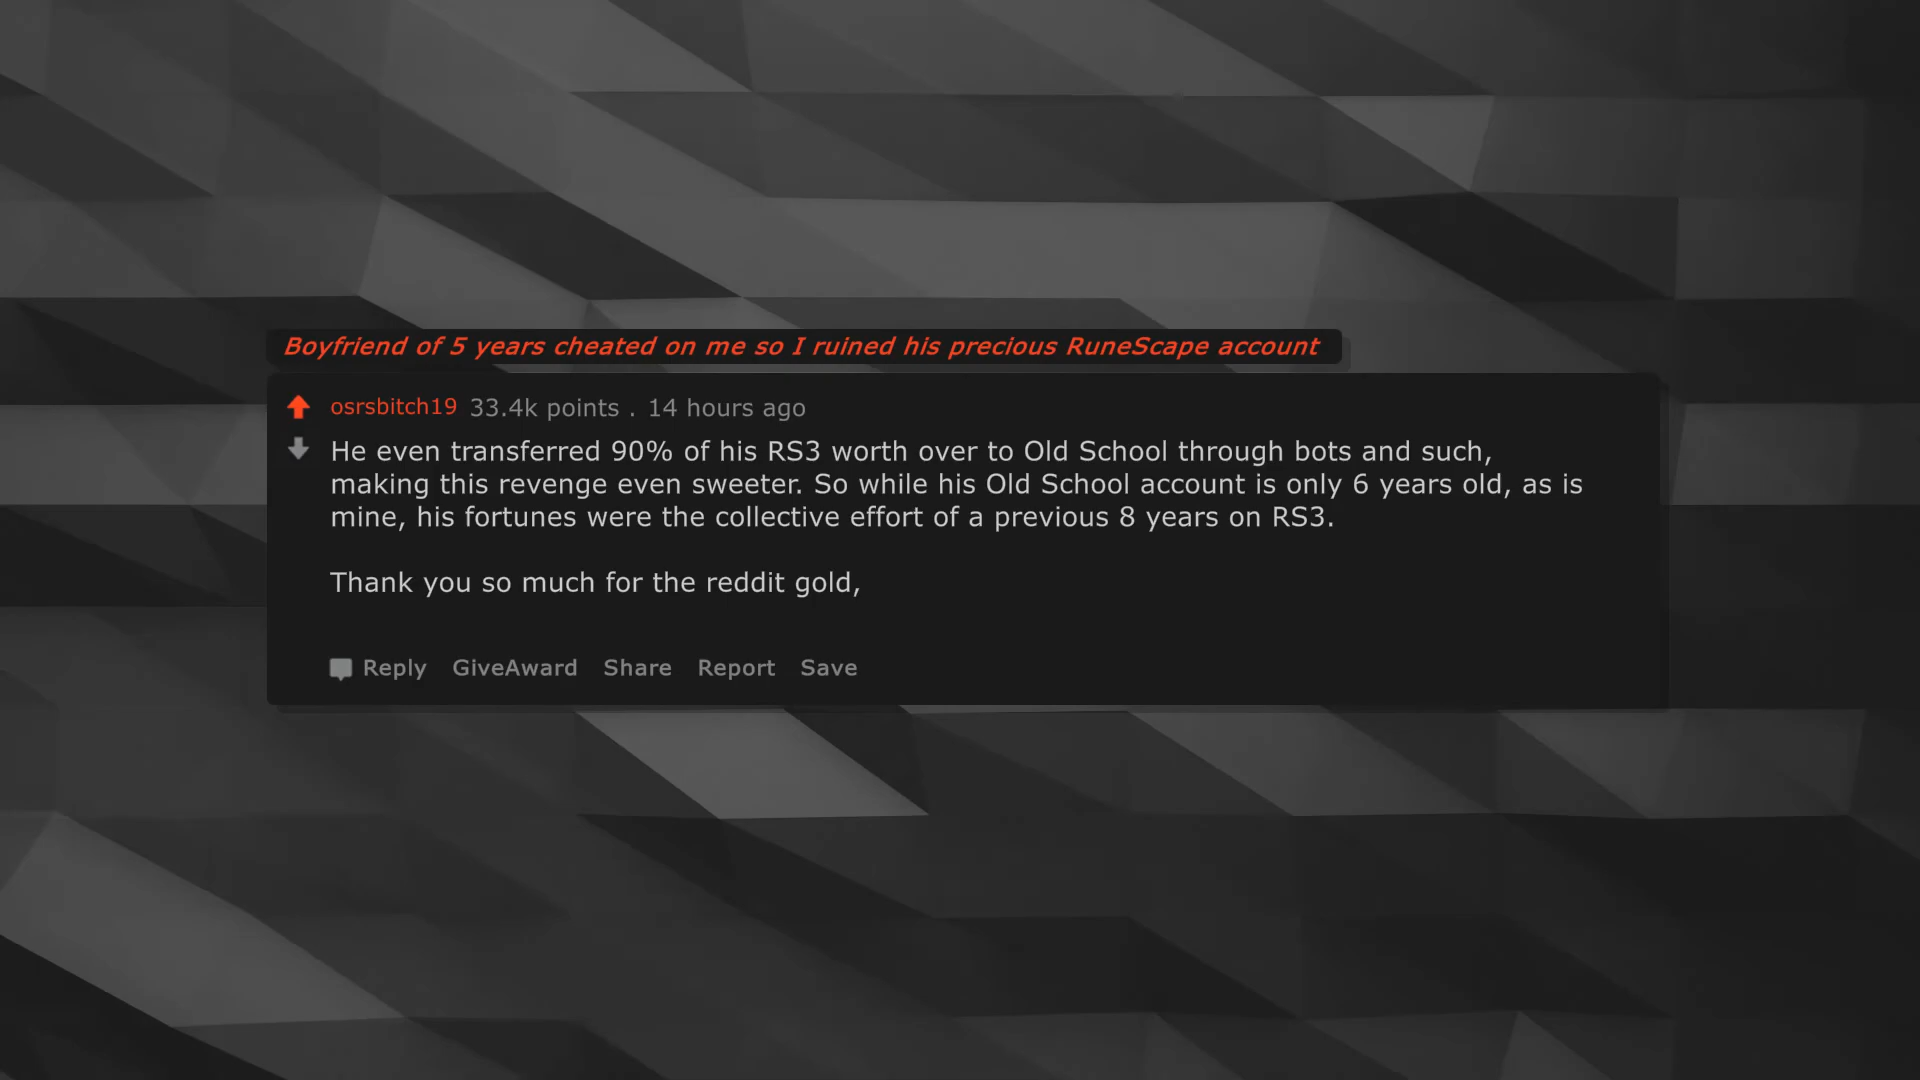 Boyfriend of 5 years cheated on me so I ruined his precious RuneScape account
osrsbitch19 33.4k points . 14 hours ago
He even transferred 90% of his RS3 worth over to Old School through bots and such,
making this revenge even sweeter. So while his Old School account is only 6 years old, as is
mine, his fortunes were the collective effort of a previous 8 years on RS3.
Thank you so much for the reddit gold,
Reply GiveAward Share Report Save